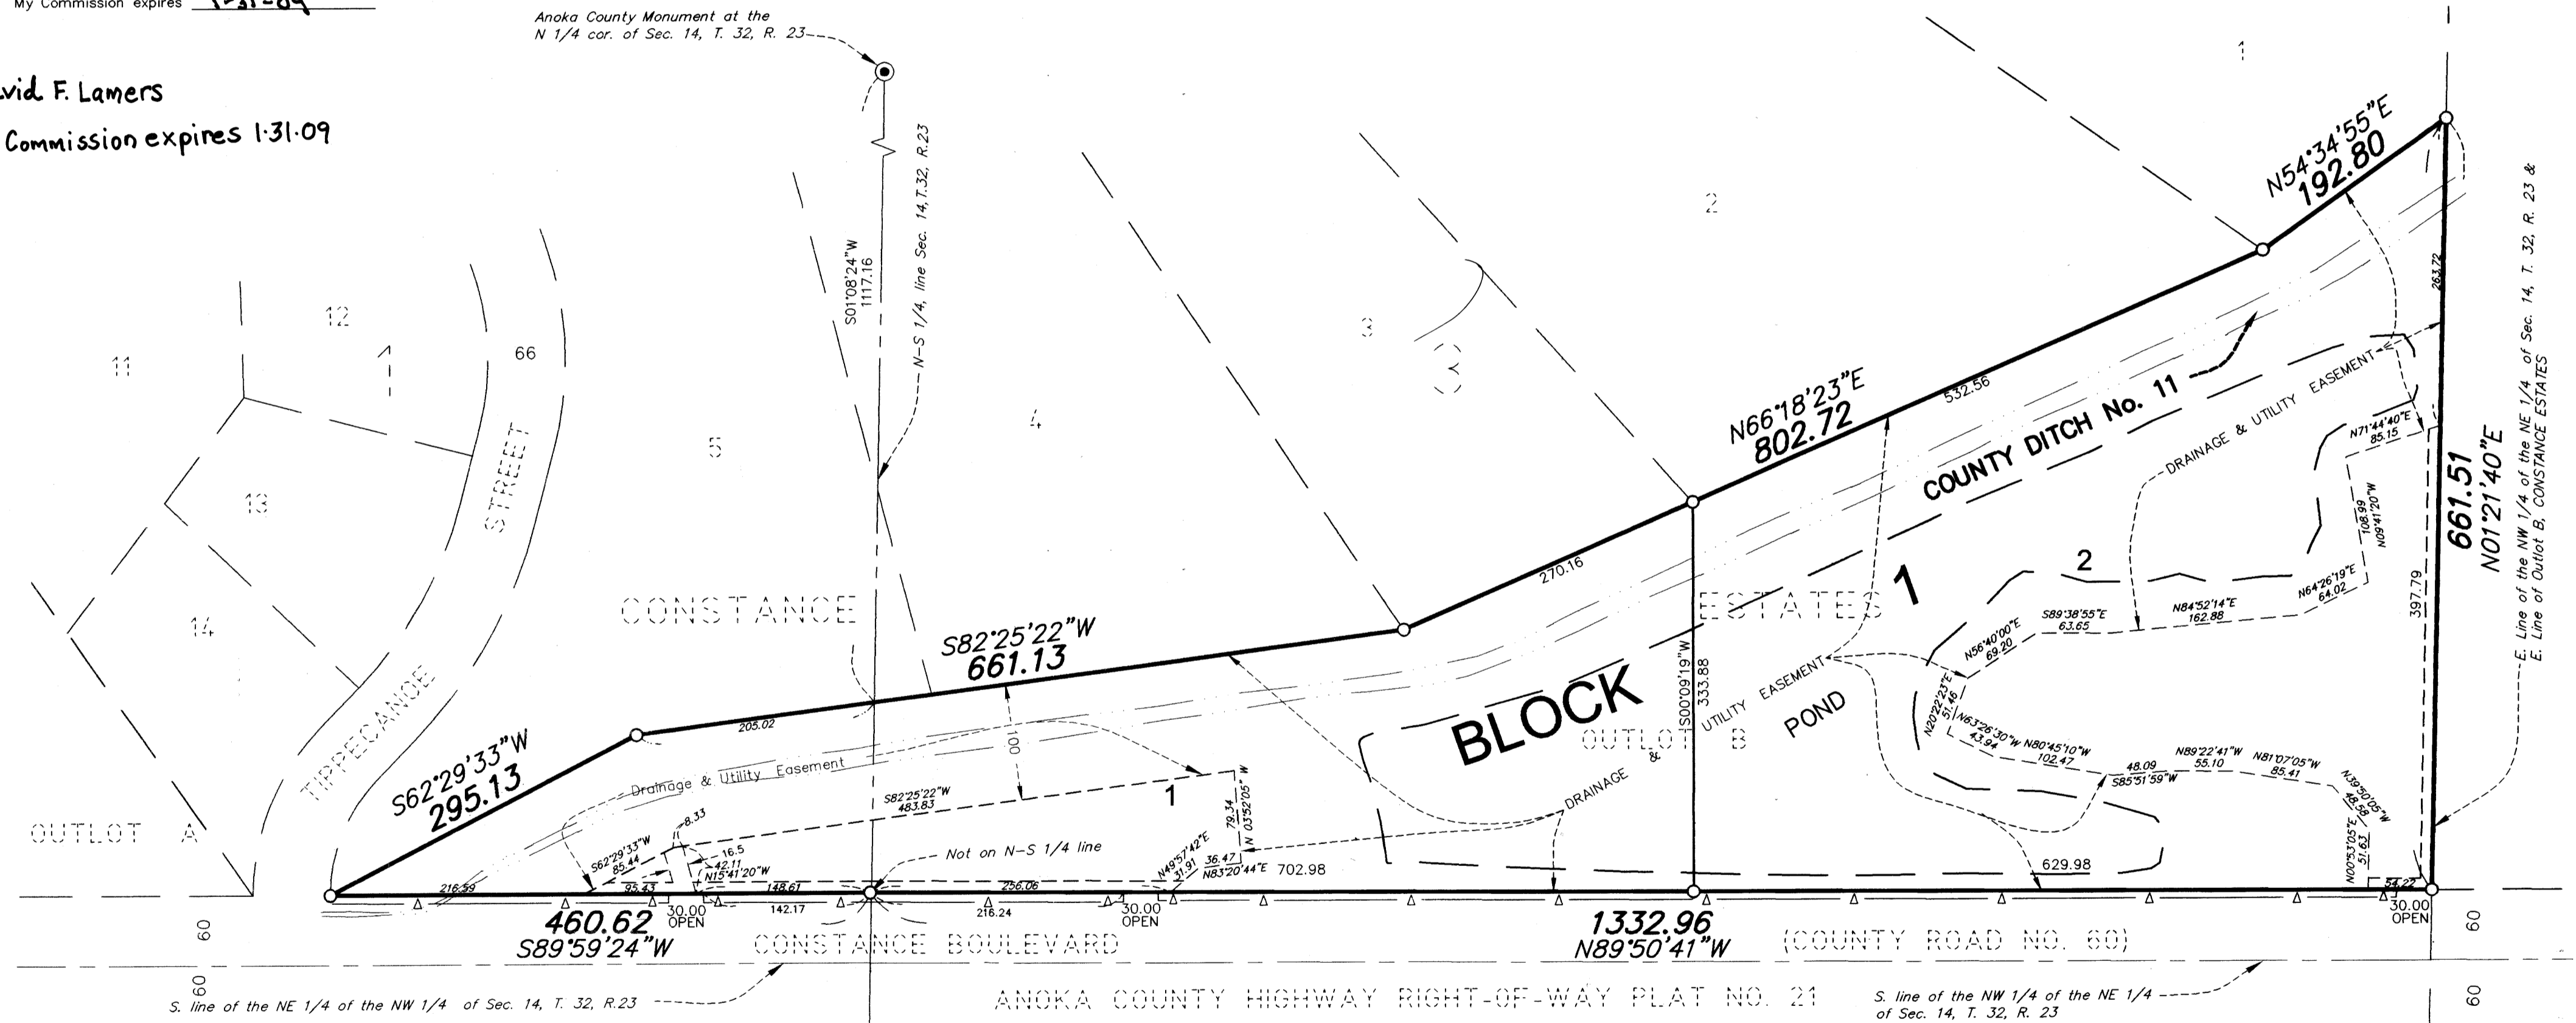 My Commission expires 1-31-09
Anoka County Monument at the
N 1/4 cor. of Sec. 14, T. 32, R. 23
vid F. Lamers
Commission expires 1.31.09
S01°08'24"W
1117.16
N-S 1/4, line Sec. 14,T.32, R.23
1
2
3
3
4
5
11
12
1
13
14
66
STREET
TIPPECANOE
OUTLOT A
CONSTANCE
ESTATES
N54°34'55"E
192.80
N66°18'23"E
802.72
532.56
270.16
S82°25'22"W
661.13
205.02
S62°29'33"W
295.13
COUNTY DITCH No. 11
DRAINAGE & UTILITY EASEMENT
263.72
661.51
N01°21'40"E
397.79
E. Line of the NW 1/4 of the NE 1/4 of Sec. 14, T. 32, R. 23 &
E. Line of Outlot B, CONSTANCE ESTATES
N71°44'40"E
85.15
108.99
N09°41'20"W
N64°26'19"E
64.02
N84°52'14"E
162.88
S89°38'55"E
63.65
N56°40'00"E
69.20
N20°22'23"E
51.46
N63°26'30"W
43.94
N80°45'10"W
102.47
48.09
S85°51'59"W
N89°22'41"W
55.10
N81°07'05"W
85.41
N39°50'05"W
48.58
N00°53'05"E
51.63
54.22
2
1
BLOCK
OUTLOT B
POND
DRAINAGE & UTILITY EASEMENT
S00°09'19"W
333.88
Drainage & Utility Easement
100
S82°25'22"W
483.83
1
79.34
N 03°52'05" W
N49°57'42"E
31.91
36.47
N83°20'44"E
702.98
629.98
8.33
16.5
S62°29'33"W
85.44
42.11
N15°41'20"W
95.43
216.59
148.61
256.06
Not on N-S 1/4 line
30.00
OPEN
142.17
216.24
30.00
OPEN
30.00
OPEN
460.62
S89°59'24"W
1332.96
N89°50'41"W
CONSTANCE BOULEVARD
(COUNTY ROAD NO. 60)
60
60
60
60
S. line of the NE 1/4 of the NW 1/4 of Sec. 14, T. 32, R.23
ANOKA COUNTY HIGHWAY RIGHT-OF-WAY PLAT NO. 21
S. line of the NW 1/4 of the NE 1/4
of Sec. 14, T. 32, R. 23